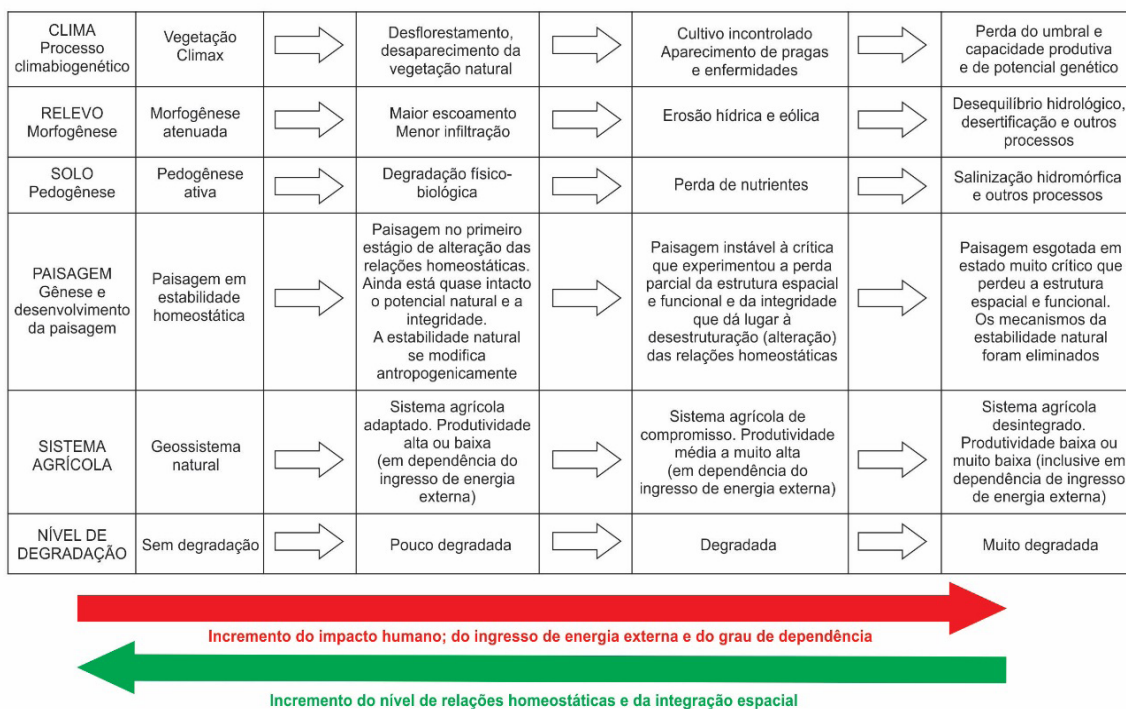 CLIMA
Processo
climabiogenético
Vegetação
Climax
Desflorestamento,
desaparecimento da
vegetação natural
Cultivo incontrolado
Aparecimento de pragas
e enfermidades
Perda do umbral e
capacidade produtiva
e de potencial genético
RELEVO
Morfogênese
Morfogênese
atenuada
Maior escoamento
Menor infiltração
Erosão hídrica e eólica
Desequilíbrio hidrológico,
desertificação e outros
processos
SOLO
Pedogênese
Pedogênese
ativa
Degradação físico-
biológica
Perda de nutrientes
Salinização hidromórfica
e outros processos
PAISAGEM
Gênese e
desenvolvimento
da paisagem
Paisagem em
estabilidade
homeostática
Paisagem no primeiro
estágio de alteração das
relações homeostáticas.
Ainda está quase intacto
o potencial natural e a
integridade.
A estabilidade natural
se modifica
antropogenicamente
Paisagem instável à crítica
que experimentou a perda
parcial da estrutura espacial
e funcional e da integridade
que dá lugar à
desestruturação (alteração)
das relações homeostáticas
Paisagem esgotada em
estado muito crítico que
perdeu a estrutura
espacial e funcional.
Os mecanismos da
estabilidade natural
foram eliminados
SISTEMA
AGRÍCOLA
Geossistema
natural
Sistema agrícola
adaptado. Produtividade
alta ou baixa
(em dependência do
ingresso de energia
externa)
Sistema agrícola de
compromisso. Produtividade
média a muito alta
(em dependência do
ingresso de energia externa)
Sistema agrícola
desintegrado.
Produtividade baixa ou
muito baixa (inclusive em
dependência de ingresso
de energia externa)
NÍVEL DE
DEGRADAÇÃO
Sem degradação
Pouco degradada
Degradada
Muito degradada
Incremento do impacto humano; do ingresso de energia externa e do grau de dependência
Incremento do nível de relações homeostáticas e da integração espacial